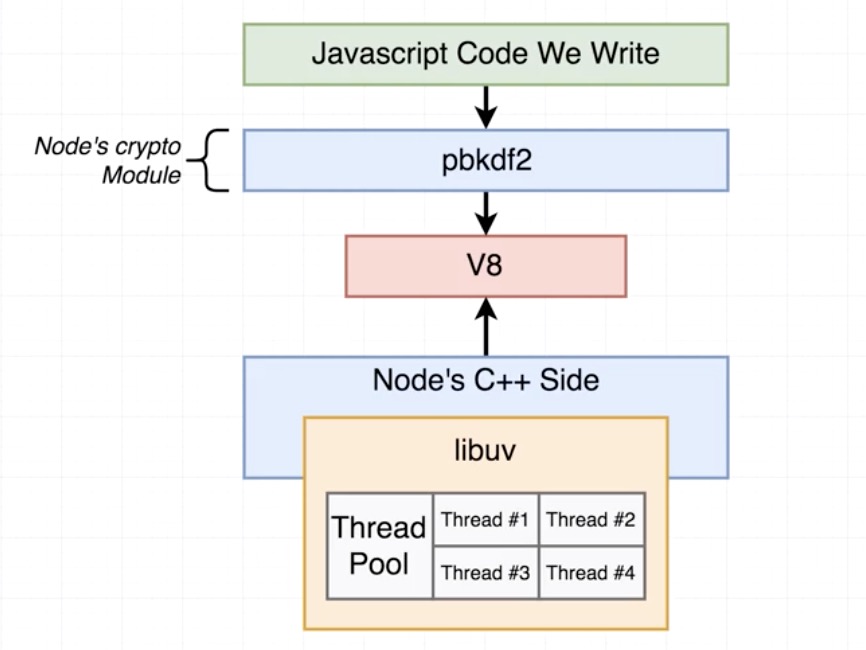 Javascript Code We Write
Node's crypto
Module
pbkdf2
V8
Node's C++ Side
libuv
Thread
Pool
Thread #1
Thread #2
Thread #3
Thread #4